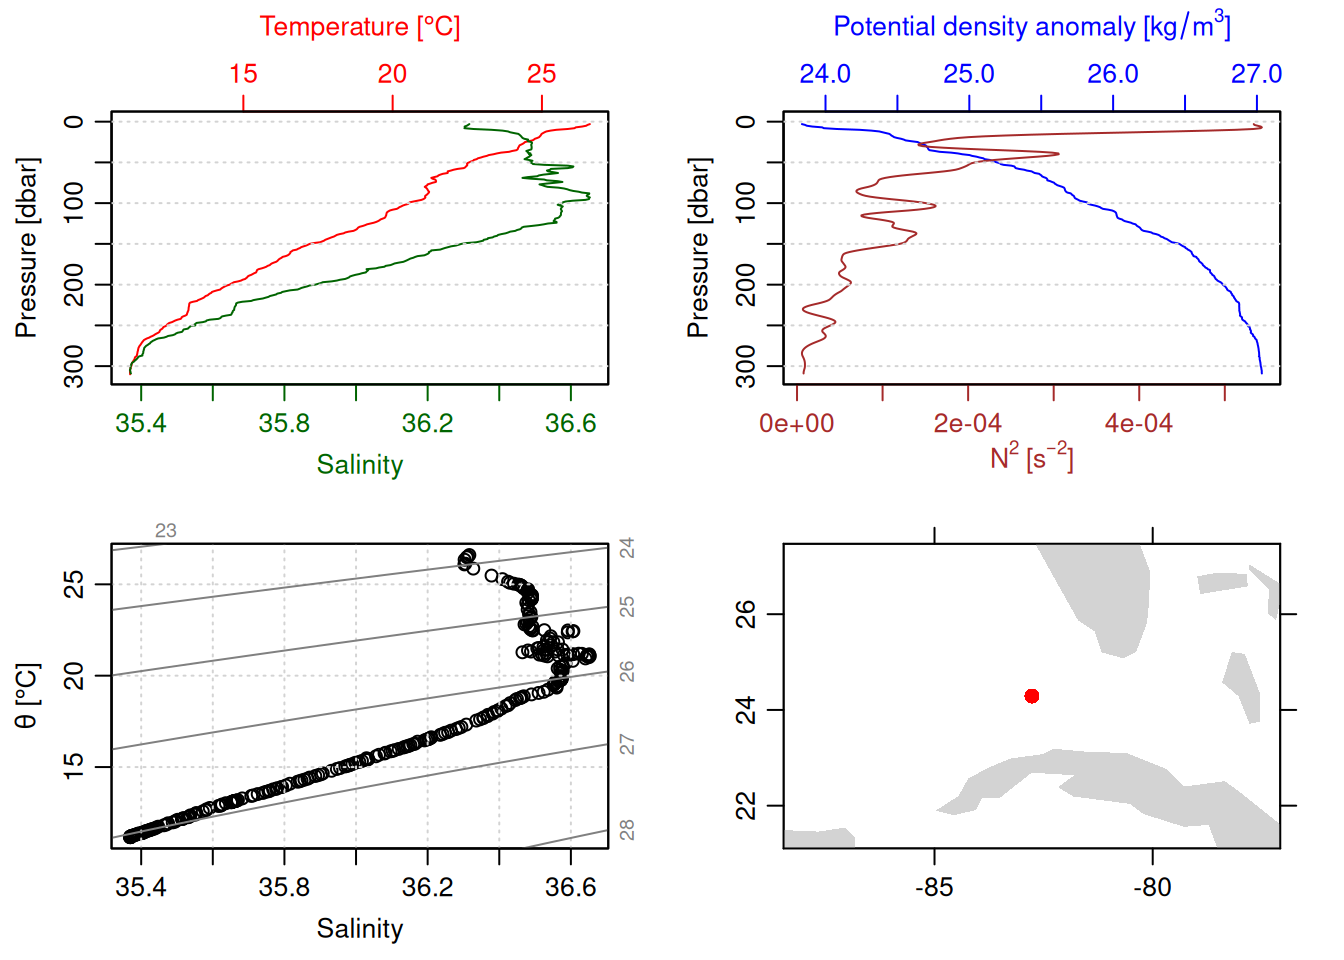 Temperature [°C]
15 20 25
0
100
200
300
Pressure [dbar]
35.4 35.8 36.2 36.6
Salinity
Potential density anomaly [kg/m³]
24.0 25.0 26.0 27.0
0
100
200
300
Pressure [dbar]
0e+00 2e-04 4e-04
N² [s⁻²]
23
24
25
26
27
28
25
20
15
θ [°C]
35.4 35.8 36.2 36.6
Salinity
26
24
22
-85 -80